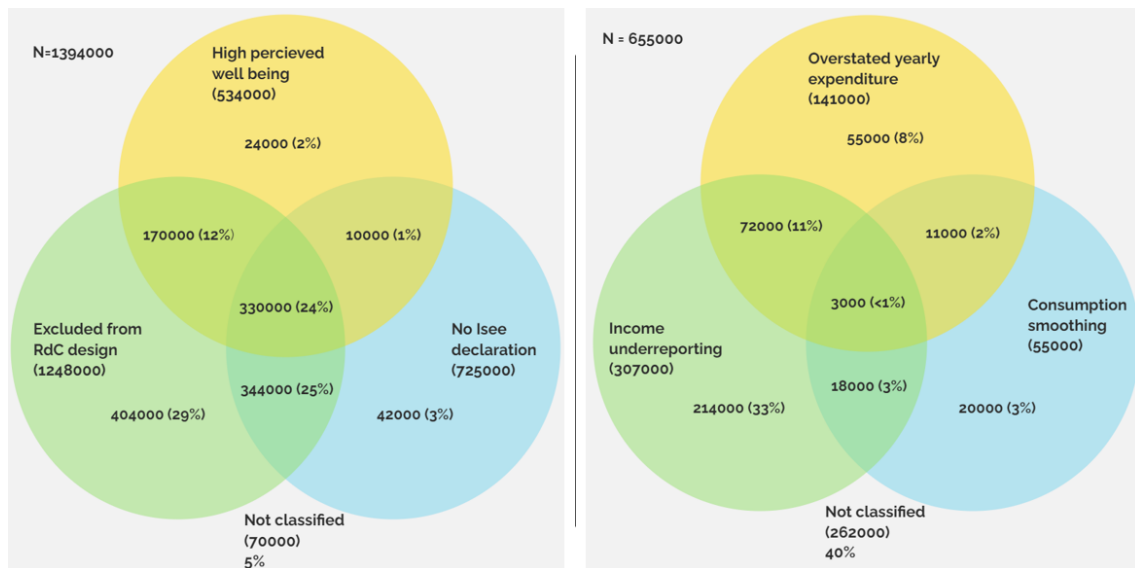 N=1394000
High percieved
well being
(534000)
24000 (2%)
170000 (12%)
10000 (1%)
330000 (24%)
Excluded from
RdC design
(1248000)
No Isee
declaration
(725000)
344000 (25%)
404000 (29%)
42000 (3%)
Not classified
(70000)
5%
N = 655000
Overstated yearly
expenditure
(141000)
55000 (8%)
72000 (11%)
11000 (2%)
3000 (<1%)
Income
underreporting
(307000)
Consumption
smoothing
(55000)
18000 (3%)
214000 (33%)
20000 (3%)
Not classified
(262000)
40%